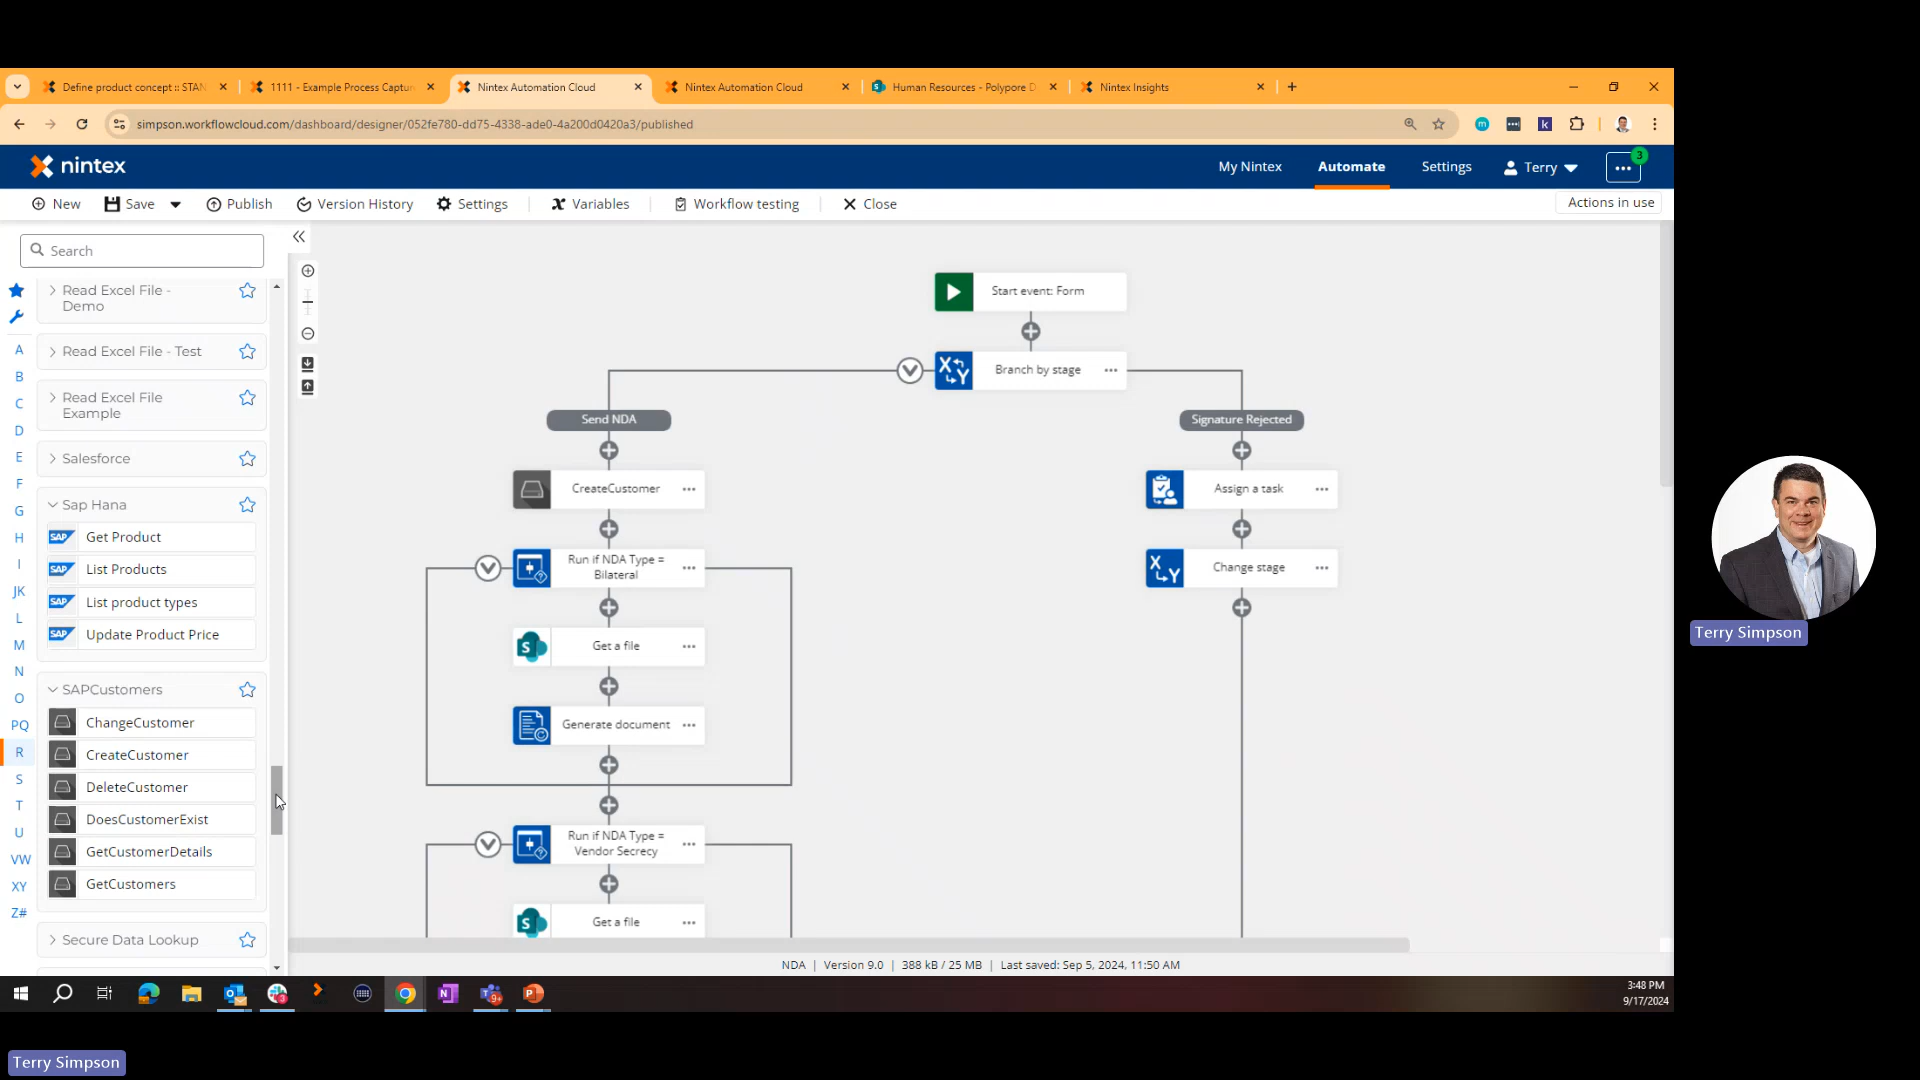 Define product concept :: STAN
1111 - Example Process Captur
Nintex Automation Cloud
Nintex Automation Cloud
Human Resources - Polypore D
Nintex Insights
simpson.workflowcloud.com/dashboard/designer/052fe780-dd75-4338-ade0-4a200d0420a3/published
nintex
My Nintex
Automate
Settings
Terry
3
New
Save
Publish
Version History
Settings
Variables
Workflow testing
Close
Actions in use
Search
Read Excel File -
Demo
Read Excel File - Test
Read Excel File
Example
Salesforce
Sap Hana
SAP Get Product
SAP List Products
SAP List product types
SAP Update Product Price
SAPCustomers
ChangeCustomer
CreateCustomer
DeleteCustomer
DoesCustomerExist
GetCustomerDetails
GetCustomers
Secure Data Lookup
A
B
C
D
E
F
G
H
I
JK
L
M
N
O
PQ
R
S
T
U
VW
XY
Z#
Start event: Form
Branch by stage
Send NDA
Signature Rejected
CreateCustomer
Assign a task
Run if NDA Type =
Bilateral
Change stage
Get a file
Generate document
Run if NDA Type =
Vendor Secrecy
Get a file
NDA | Version 9.0 | 388 kB / 25 MB | Last saved: Sep 5, 2024, 11:50 AM
3:48 PM
9/17/2024
Terry Simpson
Terry Simpson